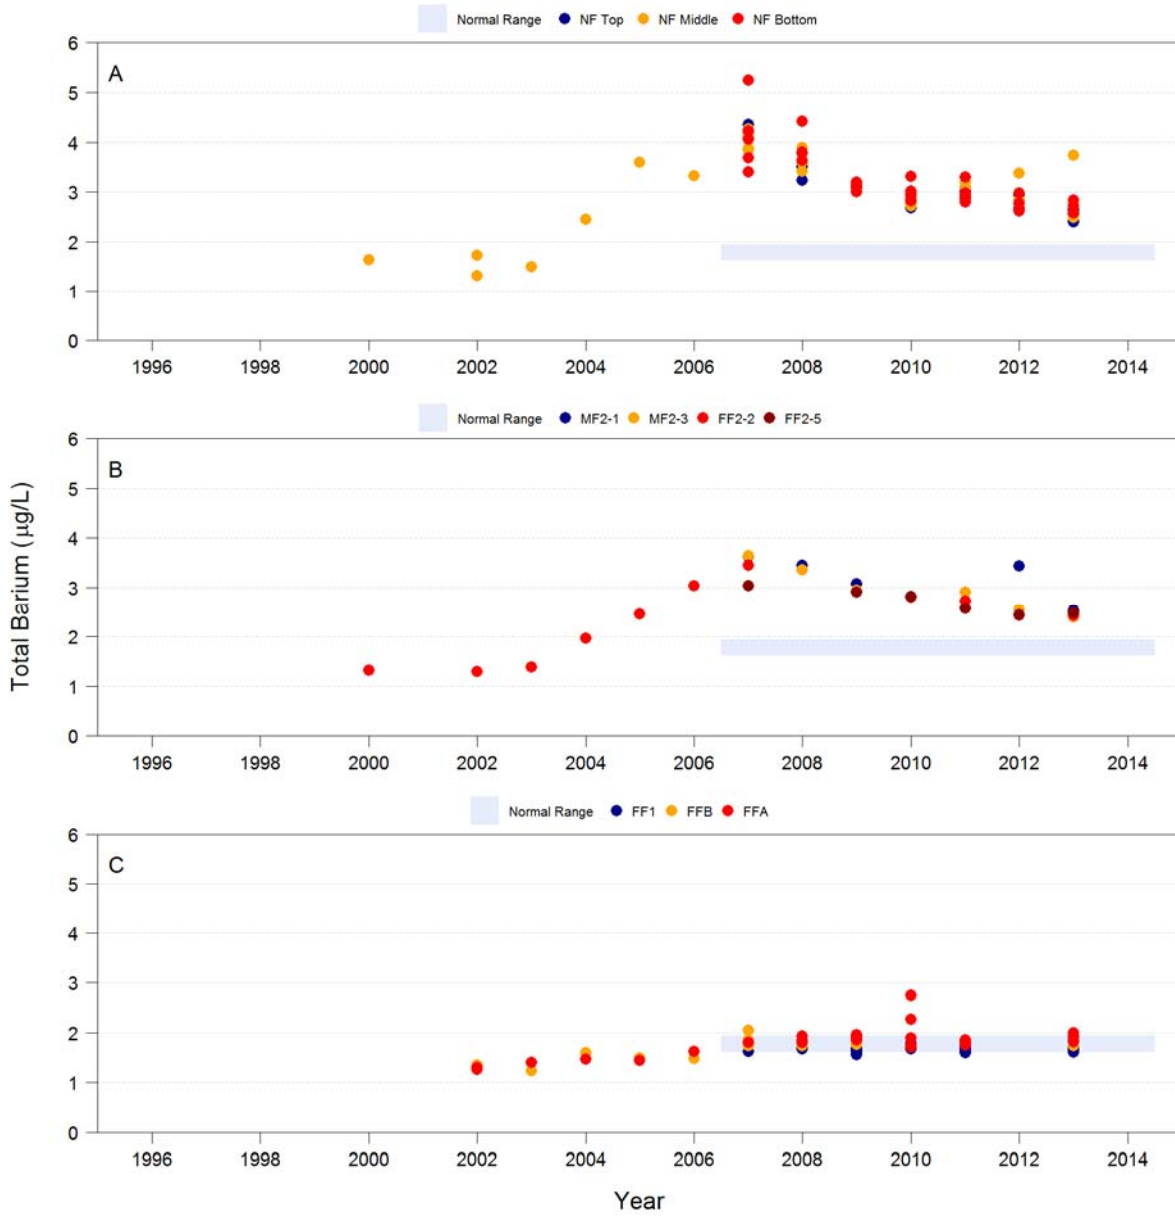 Normal Range NF Top NF Middle NF Bottom
A
6
5
4
3
2
1
0
1996 1998 2000 2002 2004 2006 2008 2010 2012 2014
Normal Range MF2-1 MF2-3 FF2-2 FF2-5
B
6
5
4
3
2
1
0
1996 1998 2000 2002 2004 2006 2008 2010 2012 2014
Total Barium (µg/L)
Normal Range FF1 FFB FFA
C
6
5
4
3
2
1
0
1996 1998 2000 2002 2004 2006 2008 2010 2012 2014
Year